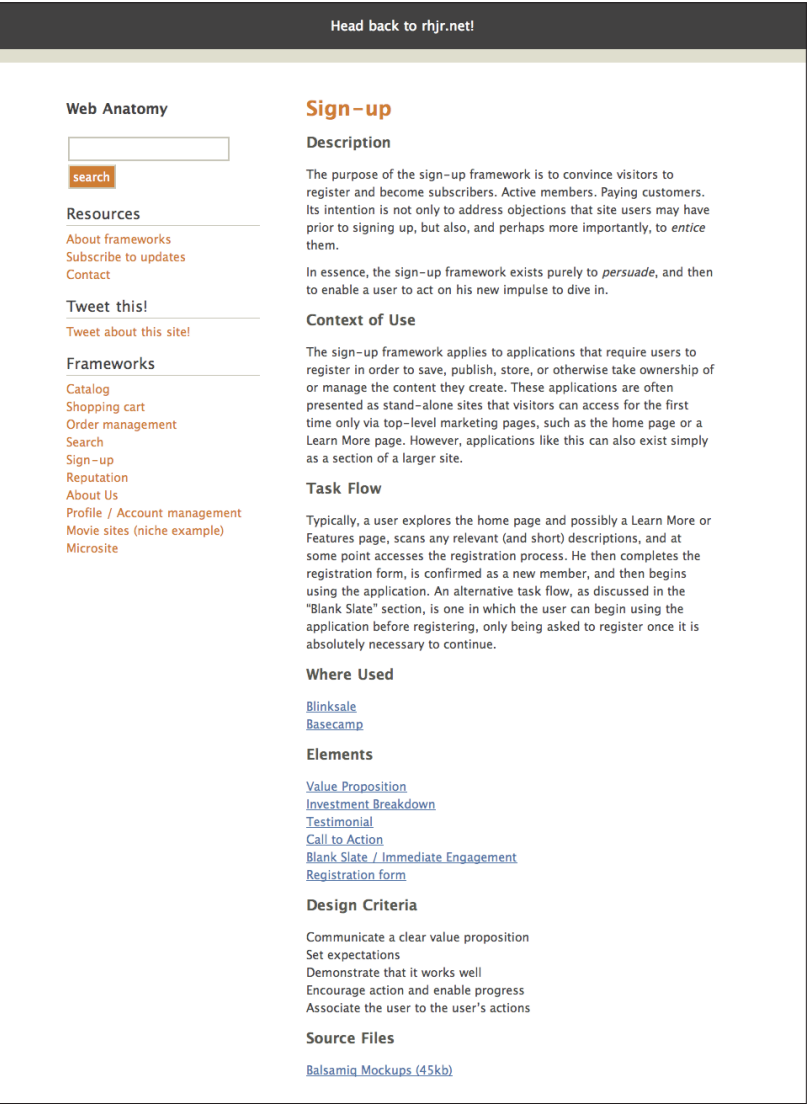 Head back to rhjr.net!
Web Anatomy
search
Resources
About frameworks
Subscribe to updates
Contact
Tweet this!
Tweet about this site!
Frameworks
Catalog
Shopping cart
Order management
Search
Sign-up
Reputation
About Us
Profile / Account management
Movie sites (niche example)
Microsite
Sign-up
Description
The purpose of the sign-up framework is to convince visitors to
register and become subscribers. Active members. Paying customers.
Its intention is not only to address objections that site users may have
prior to signing up, but also, and perhaps more importantly, to entice
them.
In essence, the sign-up framework exists purely to persuade, and then
to enable a user to act on his new impulse to dive in.
Context of Use
The sign-up framework applies to applications that require users to
register in order to save, publish, store, or otherwise take ownership of
or manage the content they create. These applications are often
presented as stand-alone sites that visitors can access for the first
time only via top-level marketing pages, such as the home page or a
Learn More page. However, applications like this can also exist simply
as a section of a larger site.
Task Flow
Typically, a user explores the home page and possibly a Learn More or
Features page, scans any relevant (and short) descriptions, and at
some point accesses the registration process. He then completes the
registration form, is confirmed as a new member, and then begins
using the application. An alternative task flow, as discussed in the
"Blank Slate" section, is one in which the user can begin using the
application before registering, only being asked to register once it is
absolutely necessary to continue.
Where Used
Blinksale
Basecamp
Elements
Value Proposition
Investment Breakdown
Testimonial
Call to Action
Blank Slate / Immediate Engagement
Registration form
Design Criteria
Communicate a clear value proposition
Set expectations
Demonstrate that it works well
Encourage action and enable progress
Associate the user to the user's actions
Source Files
Balsamiq Mockups (45kb)